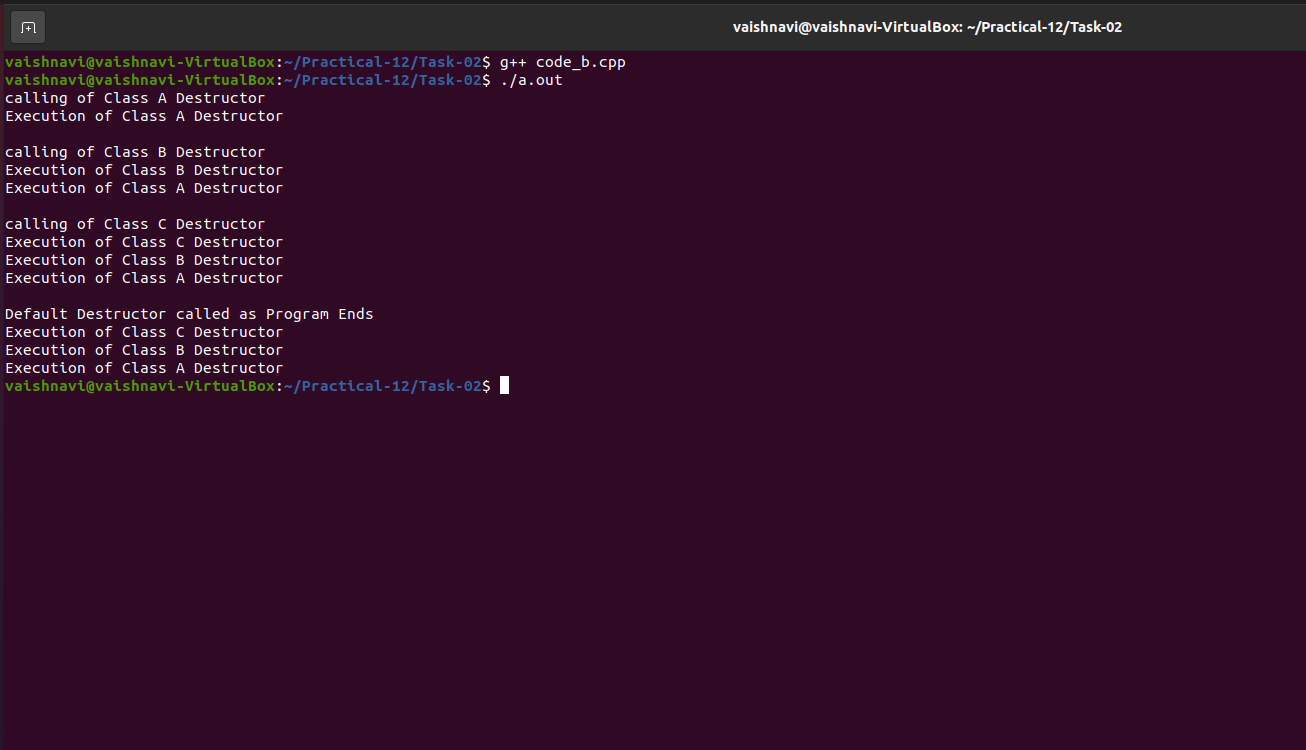 vaishnavi@vaishnavi-VirtualBox: ~/Practical-12/Task-02
vaishnavi@vaishnavi-VirtualBox:~/Practical-12/Task-02$ g++ code_b.cpp
vaishnavi@vaishnavi-VirtualBox:~/Practical-12/Task-02$ ./a.out
calling of Class A Destructor
Execution of Class A Destructor

calling of Class B Destructor
Execution of Class B Destructor
Execution of Class A Destructor

calling of Class C Destructor
Execution of Class C Destructor
Execution of Class B Destructor
Execution of Class A Destructor

Default Destructor called as Program Ends
Execution of Class C Destructor
Execution of Class B Destructor
Execution of Class A Destructor
vaishnavi@vaishnavi-VirtualBox:~/Practical-12/Task-02$